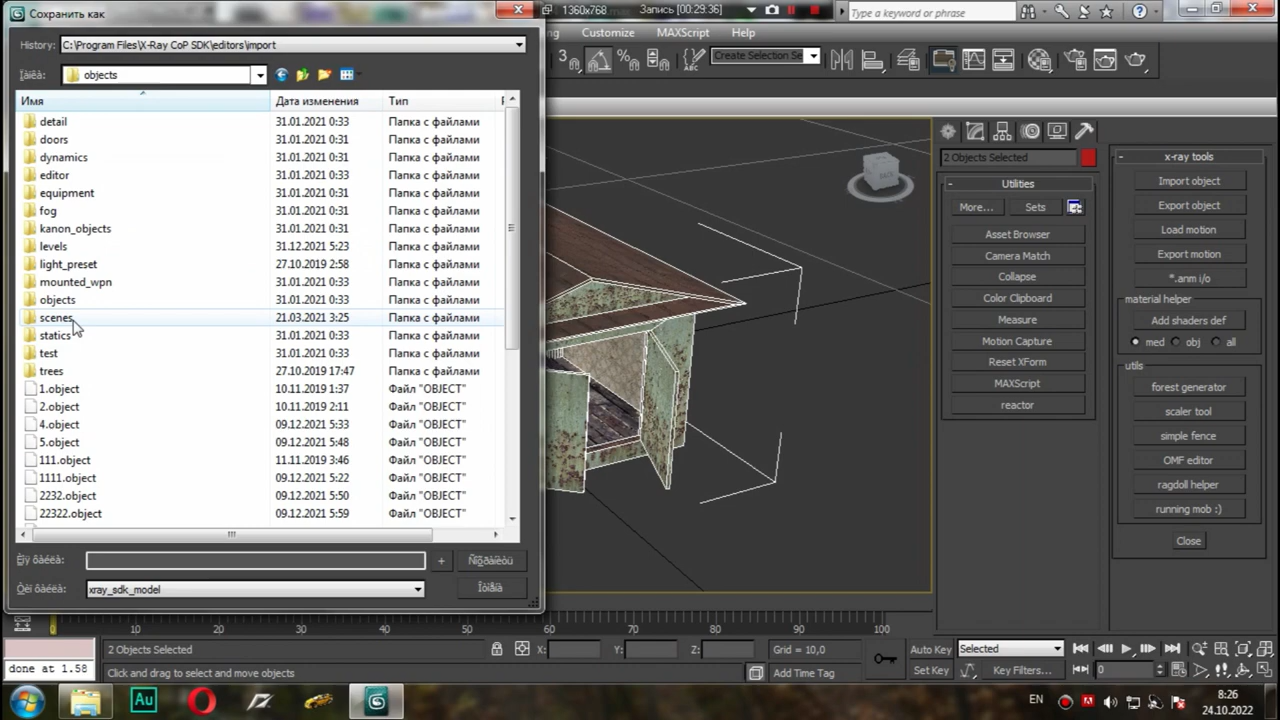 Сохранить как
1360x768
Запись [00:29:36]
Type a keyword or phrase
History:
C:\Program Files\X-Ray CoP SDK\editors\import
Customize
MAXScript
Help
Create Selection Se
Ïàïêà:
objects
Имя
Дата изменения
Тип
detail 31.01.2021 0:33 Папка с файлами
doors 31.01.2021 0:31 Папка с файлами
dynamics 31.01.2021 0:31 Папка с файлами
editor 31.01.2021 0:31 Папка с файлами
equipment 31.01.2021 0:31 Папка с файлами
fog 31.01.2021 0:31 Папка с файлами
kanon_objects 31.01.2021 0:31 Папка с файлами
levels 31.12.2021 5:23 Папка с файлами
light_preset 27.10.2019 2:58 Папка с файлами
mounted_wpn 31.01.2021 0:31 Папка с файлами
objects 31.01.2021 0:31 Папка с файлами
scenes 21.03.2021 3:25 Папка с файлами
statics 31.01.2021 0:33 Папка с файлами
test 31.01.2021 0:33 Папка с файлами
trees 27.10.2019 17:47 Папка с файлами
1.object 10.11.2019 1:37 Файл "OBJECT"
2.object 10.11.2019 2:11 Файл "OBJECT"
4.object 09.12.2021 5:33 Файл "OBJECT"
5.object 09.12.2021 5:48 Файл "OBJECT"
111.object 11.11.2019 3:46 Файл "OBJECT"
1111.object 09.12.2021 5:22 Файл "OBJECT"
2232.object 09.12.2021 5:50 Файл "OBJECT"
22322.object 09.12.2021 5:59 Файл "OBJECT"
xray_sdk_model
+
BACK
2 Objects Selected
Utilities
More...
Sets
Asset Browser
Camera Match
Collapse
Color Clipboard
Measure
Motion Capture
Reset XForm
MAXScript
reactor
x-ray tools
Import object
Export object
Load motion
Export motion
*.anm i/o
material helper
Add shaders def
med
obj
all
utils
forest generator
scaler tool
simple fence
OMF editor
ragdoll helper
running mob :)
Close
0 10 20 30 40 50 60 70 80 90 100
2 Objects Selected
X:
Y:
Z:
Grid = 10,0
Auto Key
Selected
done at 1.58
Click and drag to select and move objects
Add Time Tag
Set Key
Key Filters...
0
Au
EN
8:26
24.10.2022